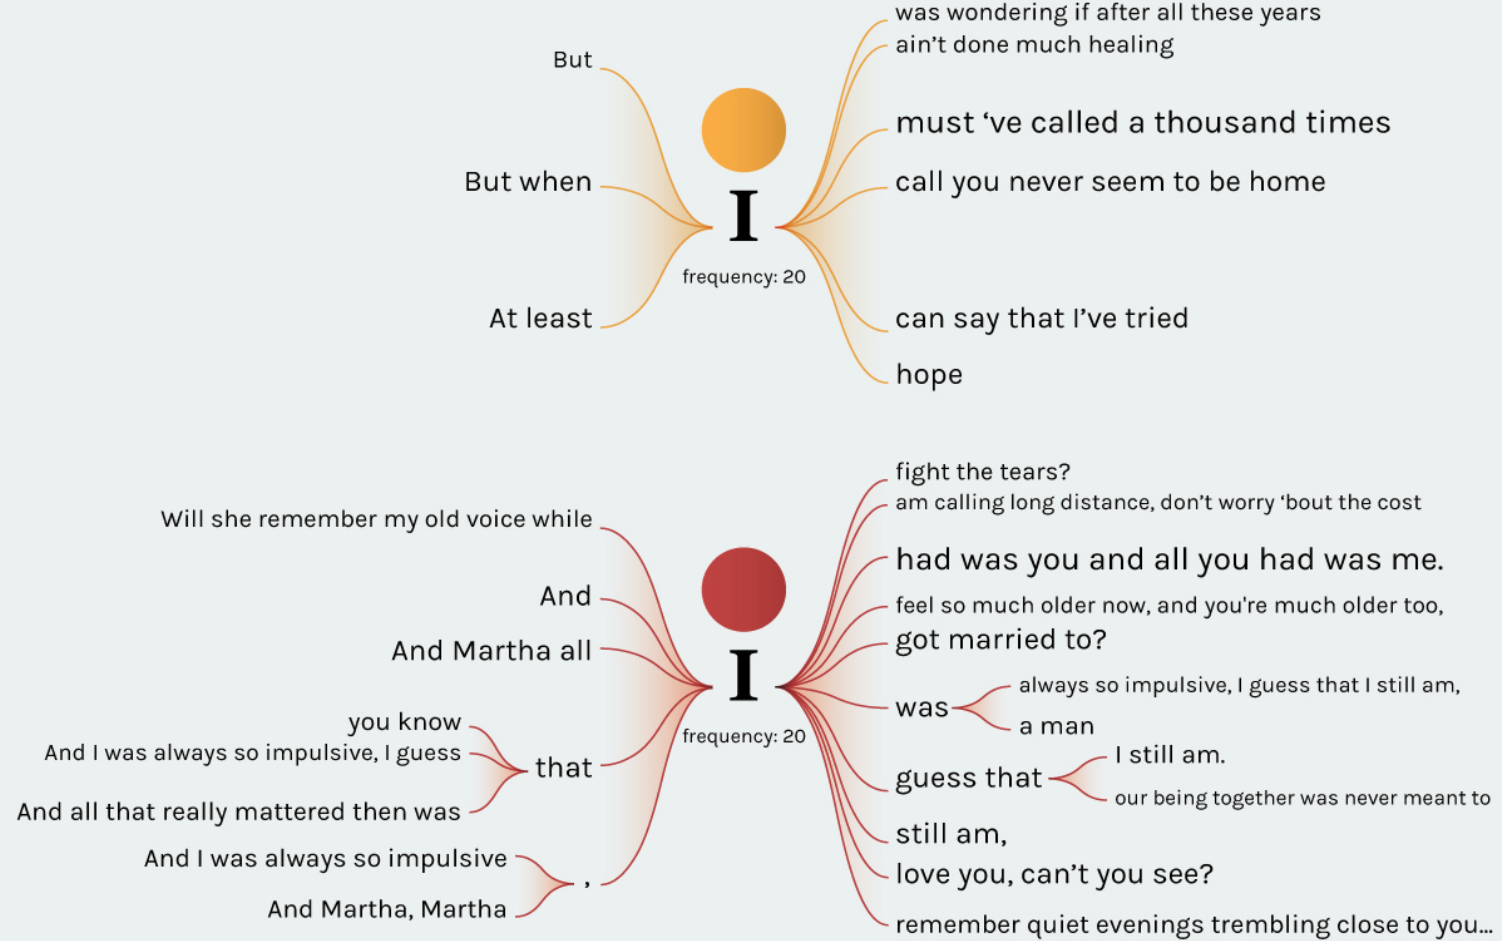 was wondering if after all these years
ain’t done much healing
But
must ‘ve called a thousand times
But when
I
call you never seem to be home
frequency: 20
At least
can say that I’ve tried
hope
fight the tears?
am calling long distance, don’t worry ‘bout the cost
Will she remember my old voice while
had was you and all you had was me.
And
feel so much older now, and you're much older too,
And Martha all
got married to?
I
always so impulsive, I guess that I still am,
was
a man
you know
frequency: 20
And I was always so impulsive, I guess
that
I still am.
guess that
our being together was never meant to
And all that really mattered then was
still am,
And I was always so impulsive
,
love you, can’t you see?
And Martha, Martha
remember quiet evenings trembling close to you...